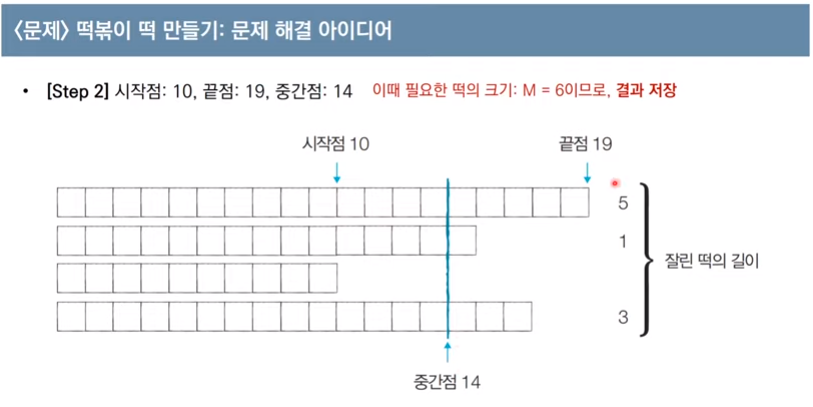 <문제> 떡볶이 떡 만들기: 문제 해결 아이디어
• [Step 2] 시작점: 10, 끝점: 19, 중간점: 14 이때 필요한 떡의 크기: M = 6이므로, 결과 저장
시작점 10 끝점 19
5
1
잘린 떡의 길이
3
중간점 14